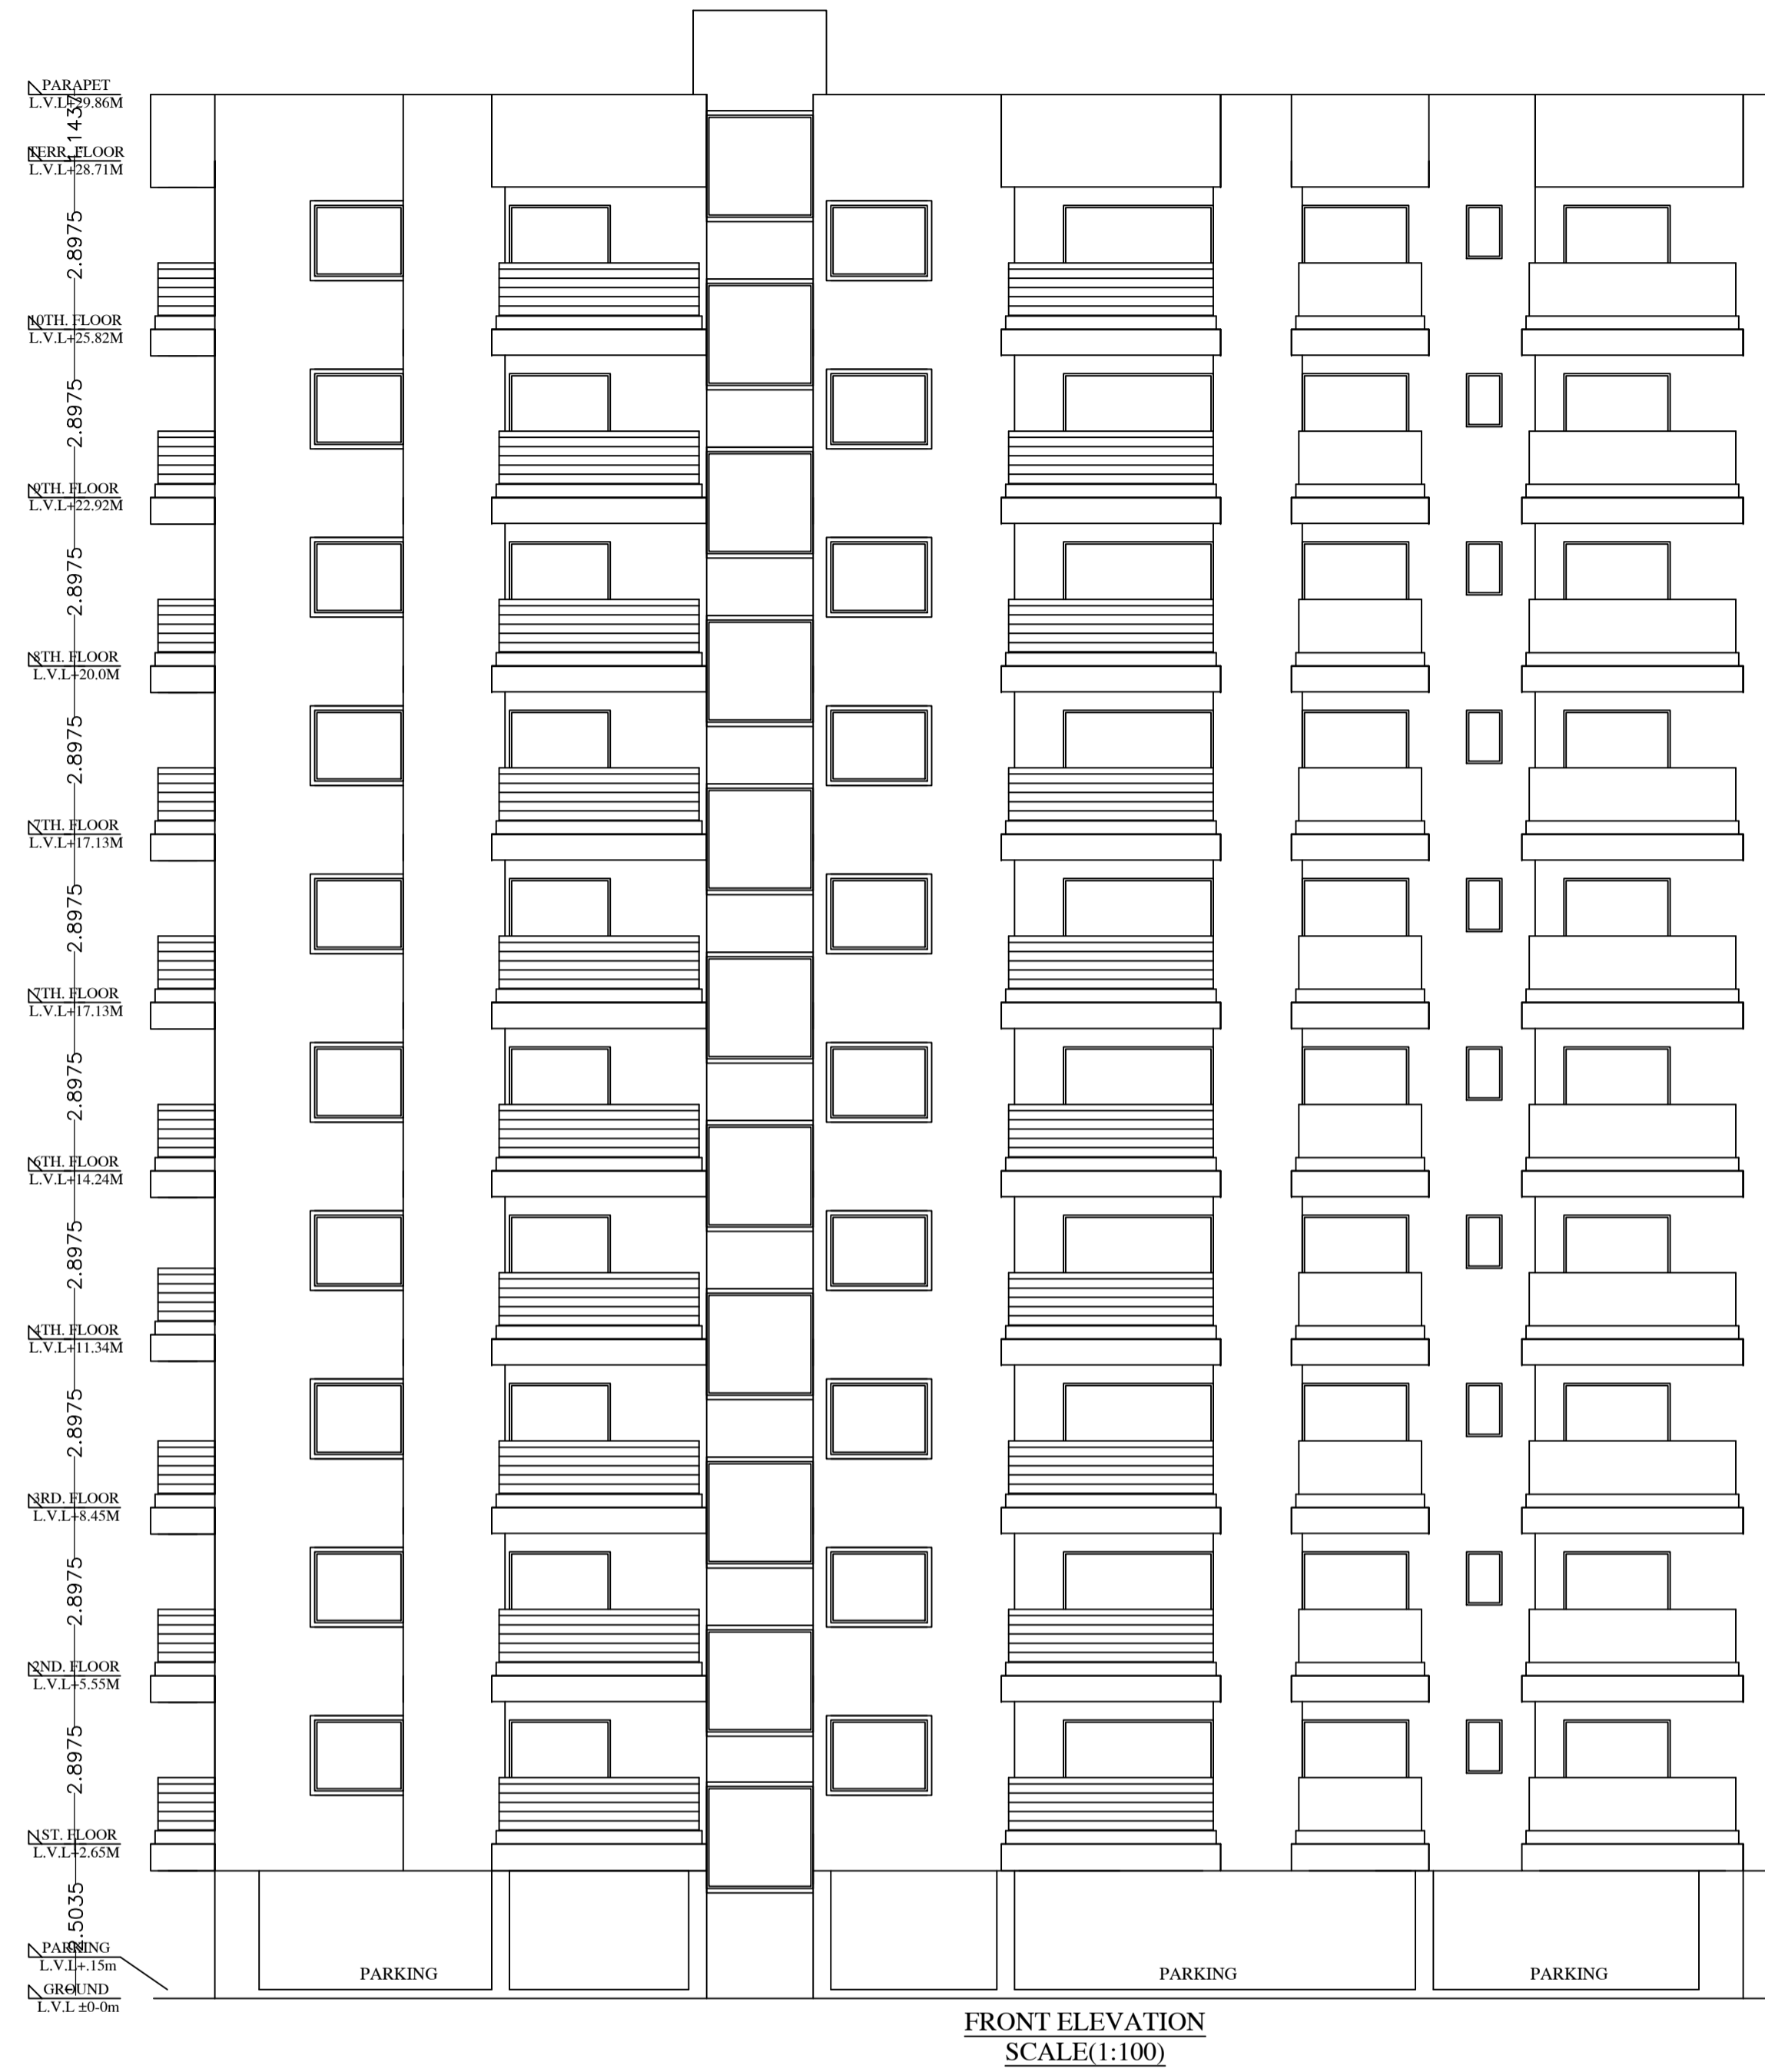 PARAPET
L.V.L+29.86M
1.1437
TERR. FLOOR
L.V.L+28.71M
2.8975
10TH. FLOOR
L.V.L+25.82M
2.8975
9TH. FLOOR
L.V.L+22.92M
2.8975
8TH. FLOOR
L.V.L+20.0M
2.8975
7TH. FLOOR
L.V.L+17.13M
2.8975
7TH. FLOOR
L.V.L+17.13M
2.8975
6TH. FLOOR
L.V.L+14.24M
2.8975
4TH. FLOOR
L.V.L+11.34M
2.8975
3RD. FLOOR
L.V.L+8.45M
2.8975
2ND. FLOOR
L.V.L+5.55M
2.8975
1ST. FLOOR
L.V.L+2.65M
2.5035
PARKING
L.V.L+.15m
GROUND
L.V.L ±0-0m
PARKING
PARKING
PARKING
FRONT ELEVATION
SCALE(1:100)